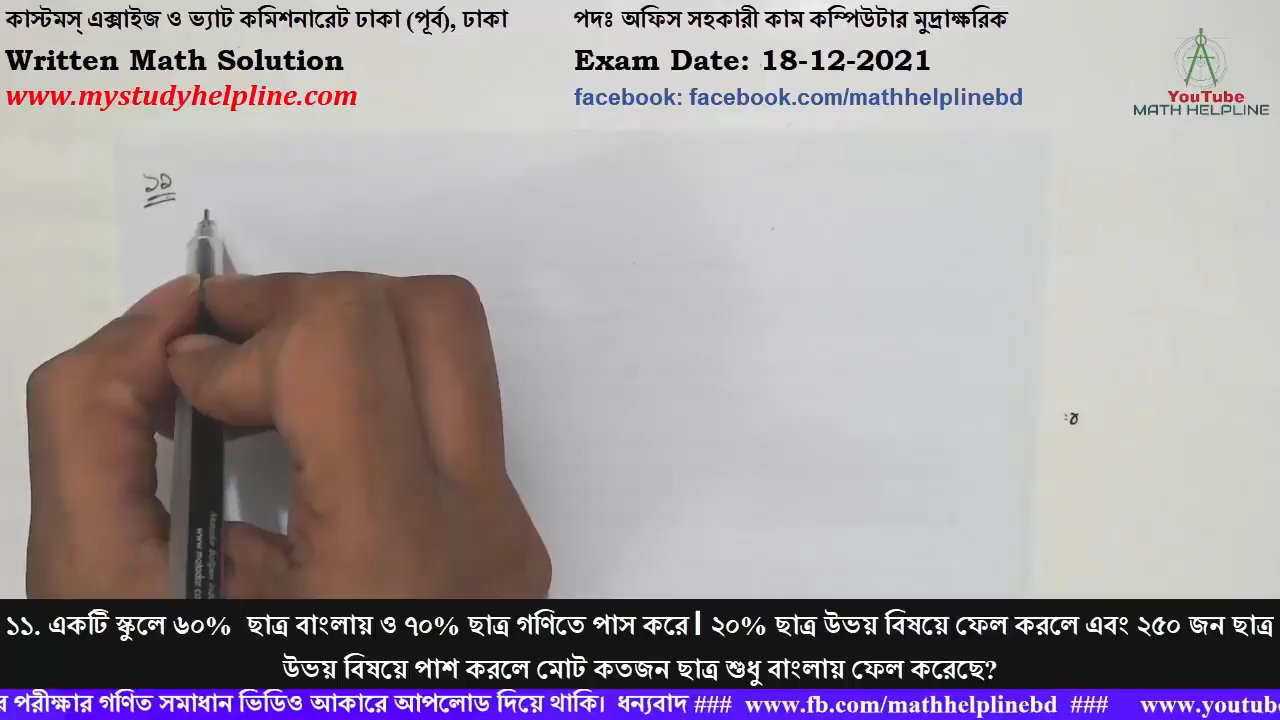 কাস্টমস্ এক্সাইজ ও ভ্যাট কমিশনারেট ঢাকা (পূর্ব), ঢাকা
পদঃ অফিস সহকারী কাম কম্পিউটার মুদ্রাক্ষরিক
Written Math Solution
Exam Date: 18-12-2021
www.mystudyhelpline.com
facebook: facebook.com/mathhelplinebd
YouTube
MATH HELPLINE
১১
১১. একটি স্কুলে ৬০% ছাত্র বাংলায় ও ৭০% ছাত্র গণিতে পাস করে। ২০% ছাত্র উভয় বিষয়ে ফেল করলে এবং ২৫০ জন ছাত্র
উভয় বিষয়ে পাশ করলে মোট কতজন ছাত্র শুধু বাংলায় ফেল করেছে?
র পরীক্ষার গণিত সমাধান ভিডিও আকারে আপলোড দিয়ে থাকি। ধন্যবাদ ### www.fb.com/mathhelplinebd ### www.youtube